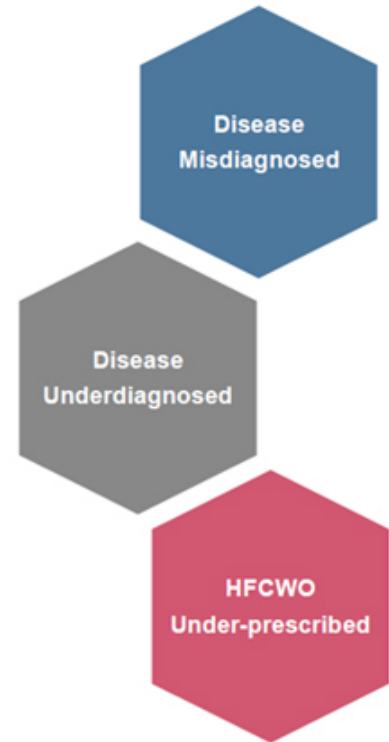 Disease
Misdiagnosed
Disease
Underdiagnosed
HFCWO
Under-prescribed